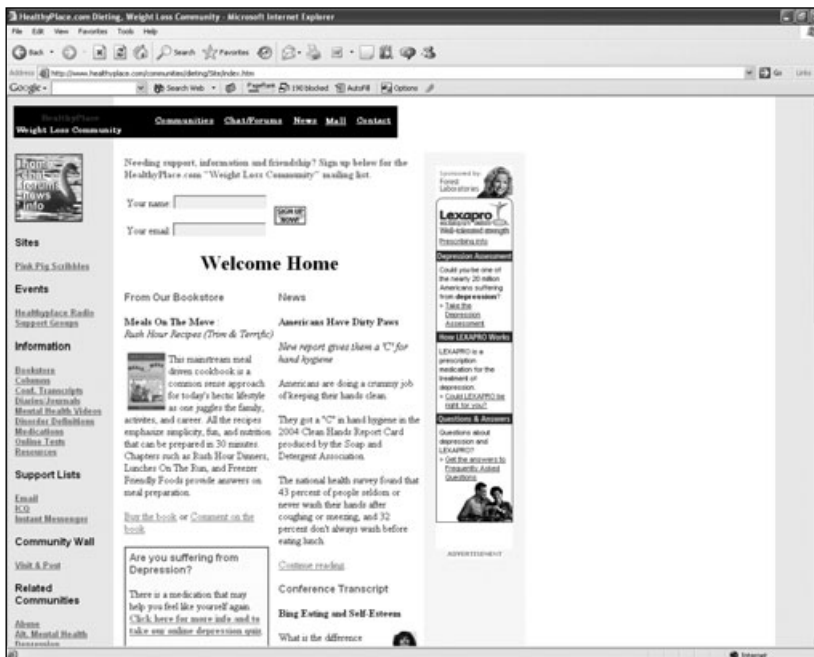 HealthyPlace.com Dieting, Weight Loss Community - Microsoft Internet Explorer
File Edit View Favorites Tools Help
Back Search Favorites
Address http://www.healthyplace.com/communities/dieting/Site/index.htm Go Links
Google Search Web PageRank 190 blocked AutoFill Options
HealthyPlace
Weight Loss Community
Communities Chat/Forums News Mall Contact
chat
forum
news
info
Sites
Pink Pig Scribbles
Events
Healthyplace Radio
Support Groups
Information
Bookstore
Columns
Conf. Transcripts
Diaries-Journals
Mental Health Videos
Disorder Definitions
Medications
Online Tests
Resources
Support Lists
Email
ICQ
Instant Messenger
Community Wall
Visit & Post
Related
Communities
Abuse
Alt. Mental Health
Depression
Needing support, information and friendship? Sign up below for the
HealthyPlace.com "Weight Loss Community" mailing list.
Your name:
Your email:
SIGN UP
NOW!
Welcome Home
From Our Bookstore
Meals On The Move :
Rush Hour Recipes (Trim & Terrific)
This mainstream meal
driven cookbook is a
common sense approach
for today's hectic lifestyle
as one juggles the family,
activites, and career. All the recipes
emphasize simplicity, fun, and nutrition
that can be prepared in 30 minutes.
Chapters such as Rush Hour Dinners,
Lunches On The Run, and Freezer
Friendly Foods provide answers on
meal preparation.
Buy the book or Comment on the
book
Are you suffering from
Depression?
There is a medication that may
help you feel like yourself again.
Click here for more info and to
take our online depression quiz
News
Americans Have Dirty Paws
New report gives them a 'C' for
hand hygiene
Americans are doing a crummy job
of keeping their hands clean.
They got a "C" in hand hygiene in the
2004 Clean Hands Report Card
produced by the Soap and
Detergent Association.
The national health survey found that
43 percent of people seldom or
never wash their hands after
coughing or sneezing, and 32
percent don't always wash before
eating lunch.
Continue reading
Conference Transcript
Bing Eating and Self-Esteem
What is the difference
Sponsored by:
Forest
Laboratories
Lexapro
Well-tolerated strength
Prescribing info
Depression Assessment
Could you be one of
the nearly 20 million
Americans suffering
from depression?
» Take the
Depression
Assessment
How LEXAPRO Works
LEXAPRO is a
prescription
medication for the
treatment of
depression.
» Could LEXAPRO be
right for you?
Questions & Answers
Questions about
depression and
LEXAPRO?
» Get the answers to
Frequently Asked
Questions
ADVERTISEMENT
Internet